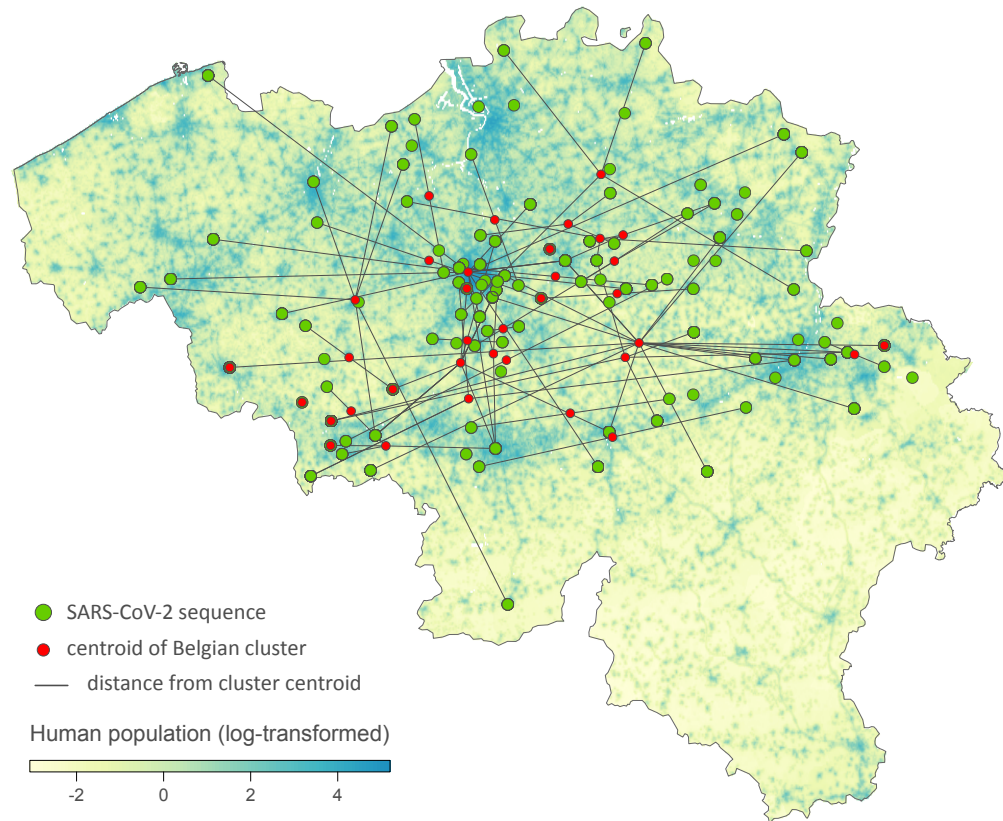 SARS-CoV-2 sequence
centroid of Belgian cluster
distance from cluster centroid
Human population (log-transformed)
-2 0 2 4